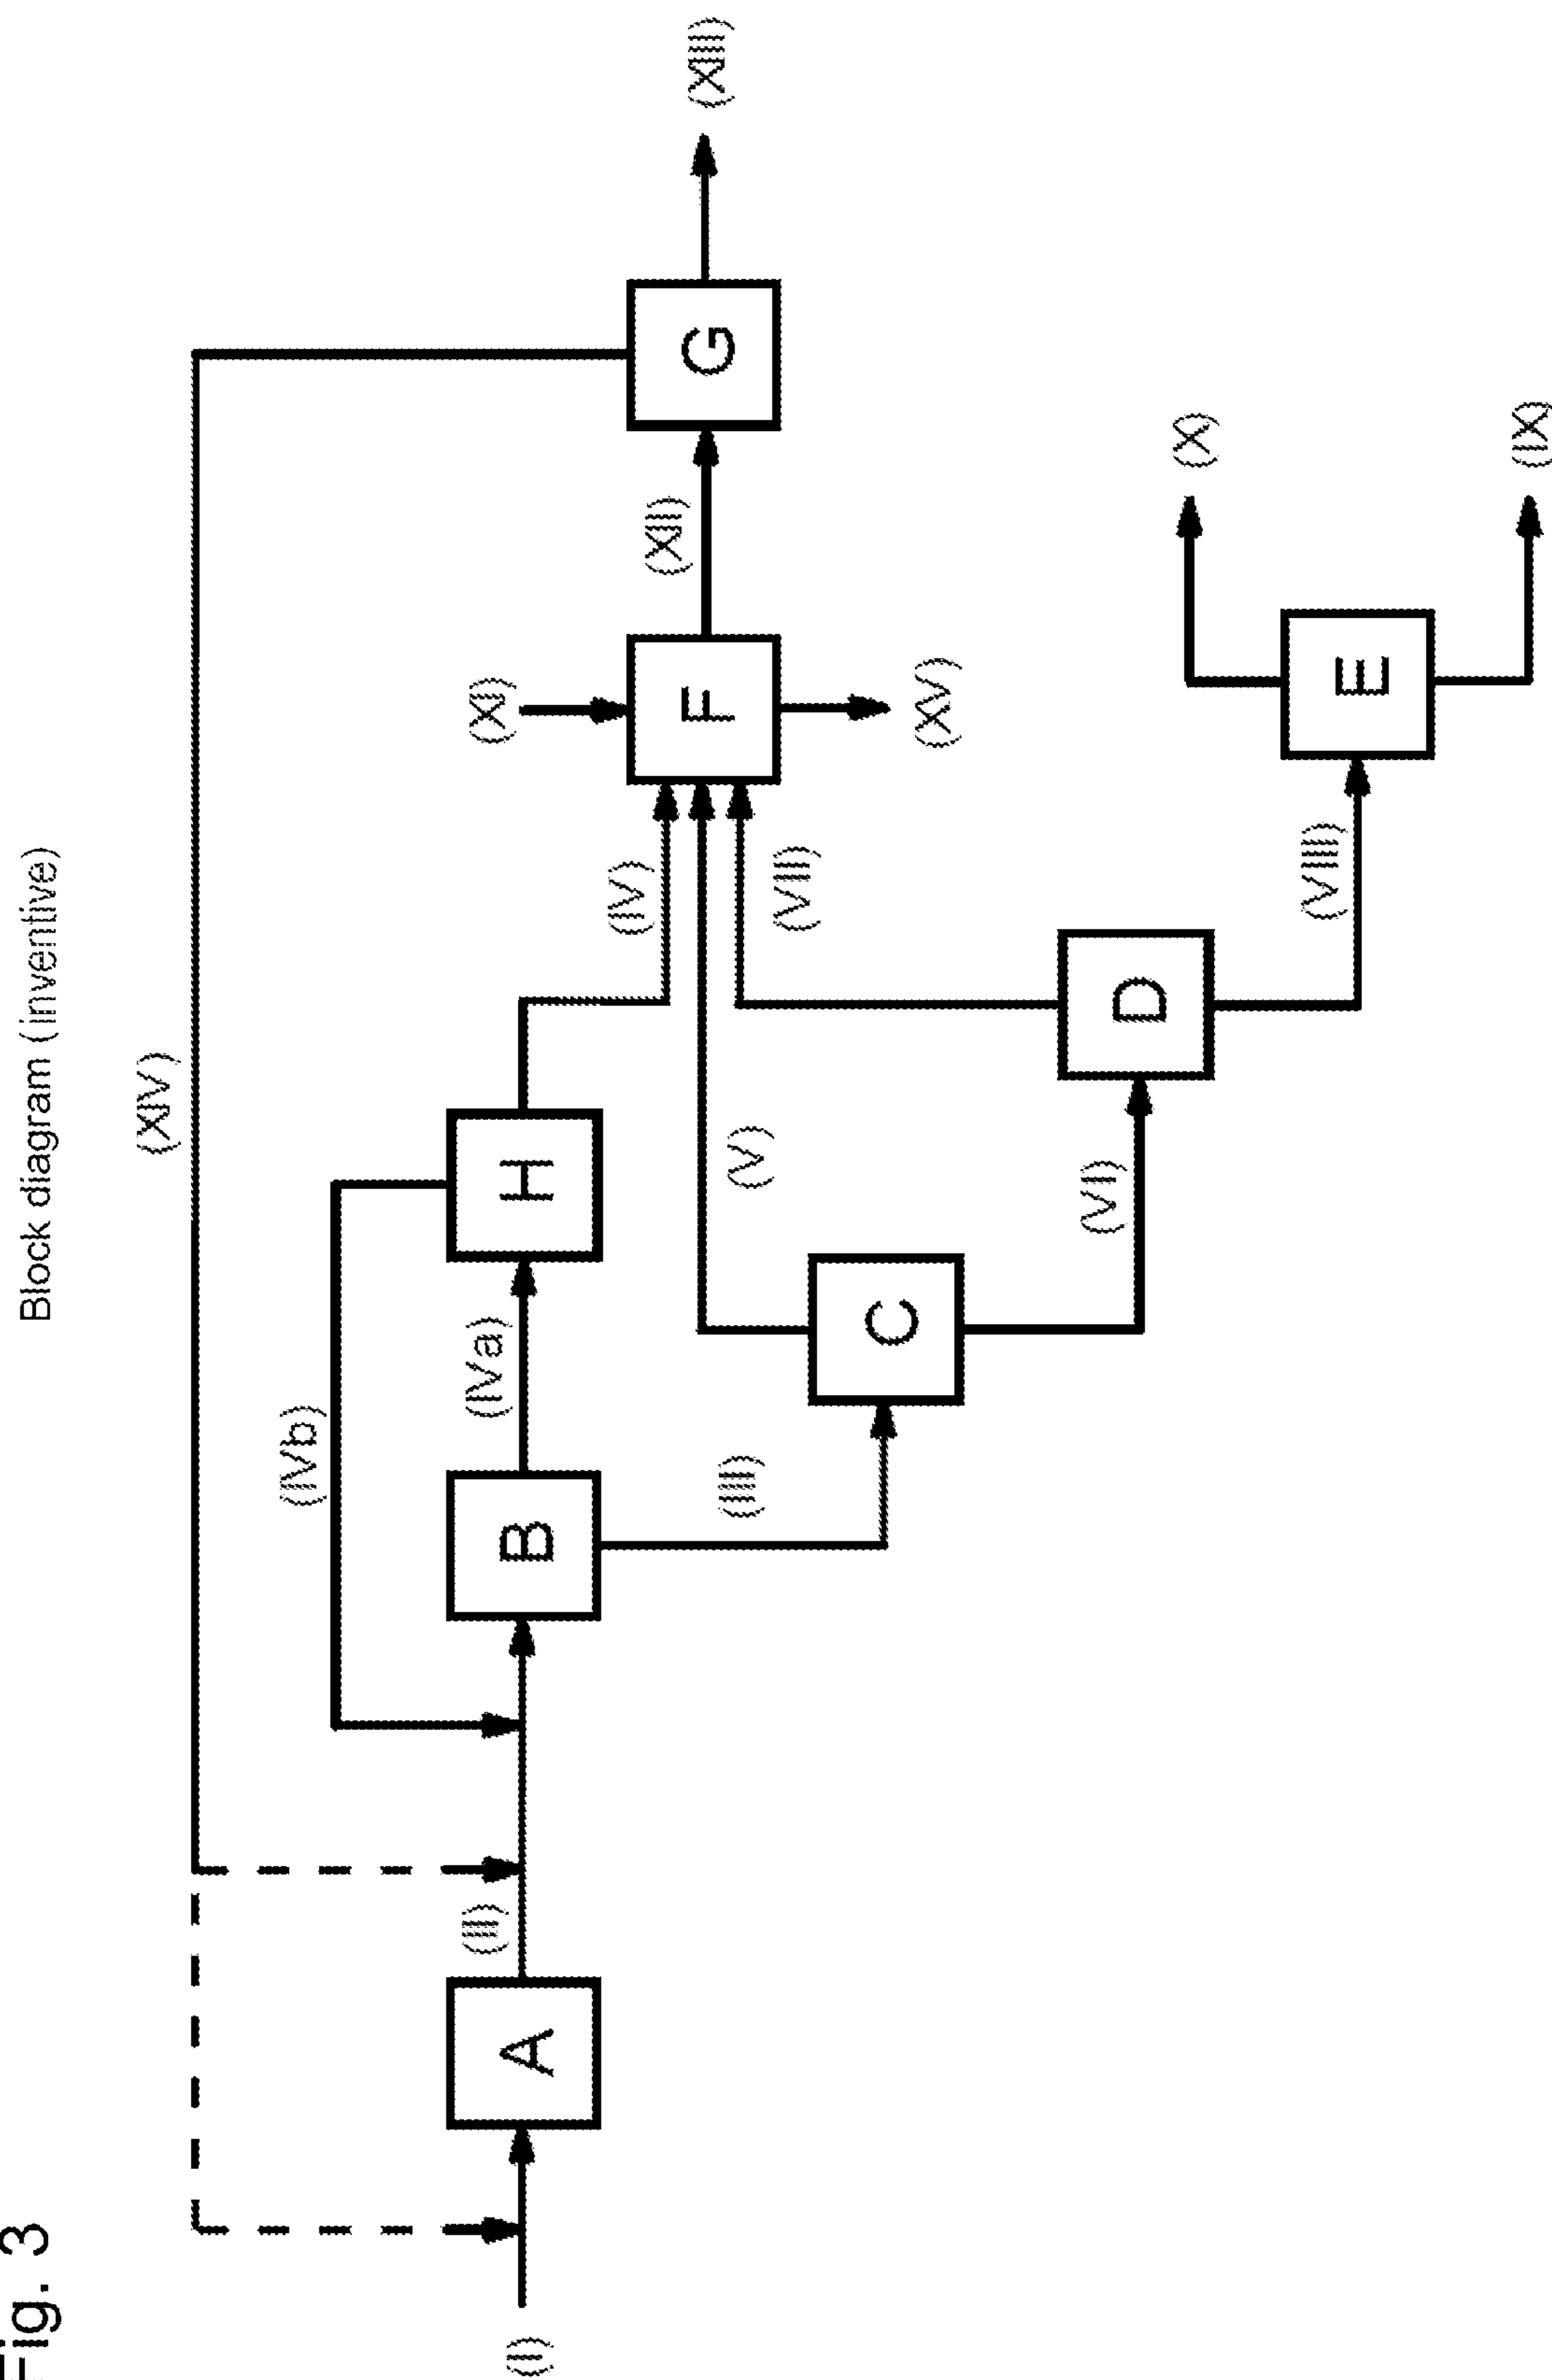 Fig. 3
Block diagram (inventive)
(XIV)
(IVb)
(I)
A
(II)
B
(IVa)
H
(IV)
(XI)
F
(XII)
G
(XIII)
(III)
C
(V)
(VII)
(XV)
(VI)
D
(VIII)
E
(X)
(IX)